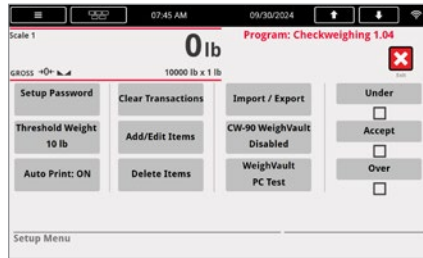 07:45 AM 09/30/2024
Scale 1
Program: Checkweighing 1.04
0 lb
Exit
GROSS →0←
10000 lb x 1 lb
Setup Password
Clear Transactions
Import / Export
Under
Threshold Weight
10 lb
Add/Edit Items
CW-90 WeighVault
Disabled
Accept
Auto Print: ON
Delete Items
WeighVault
PC Test
Over
Setup Menu